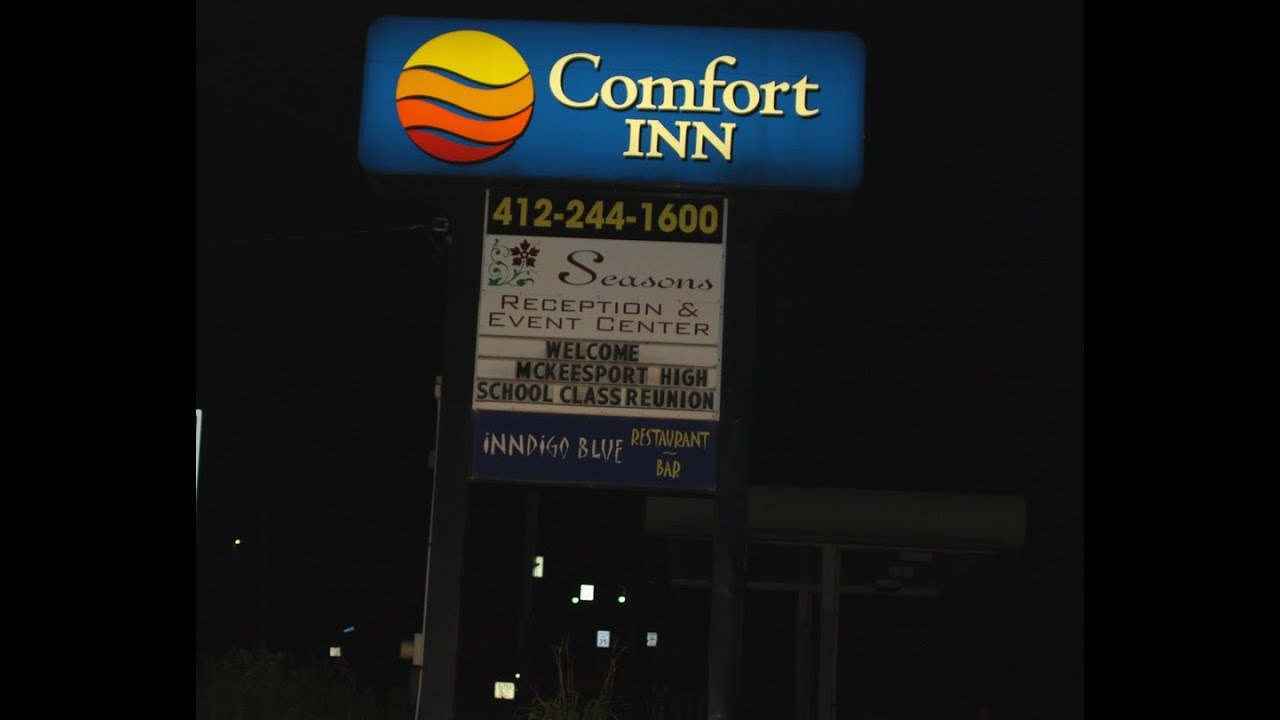 Comfort
INN
412-244-1600
Seasons
RECEPTION &
EVENT CENTER
WELCOME
MCKEESPORT HIGH
SCHOOL CLASS REUNION
iNNDiGO BLUE RESTAURANT
~
BAR